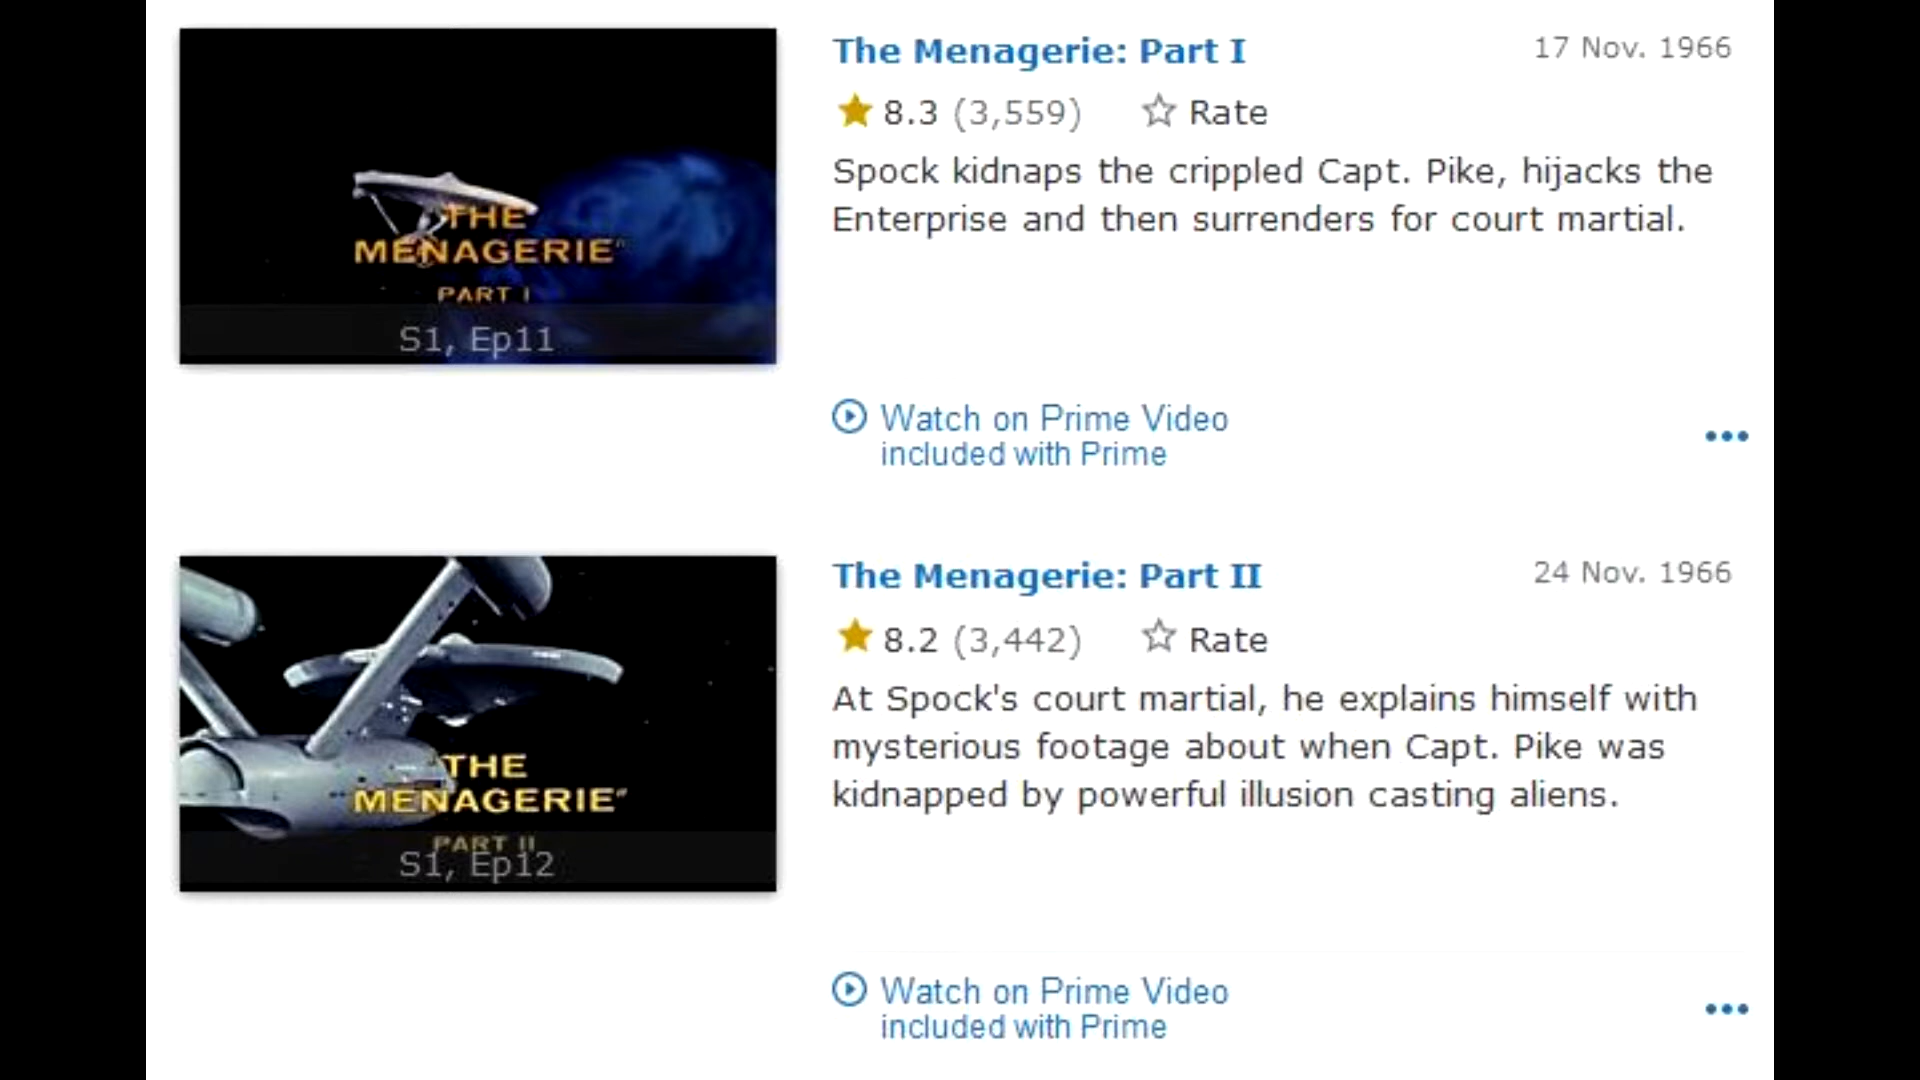 THE
MENAGERIE"
PART I
S1, Ep11
The Menagerie: Part I
17 Nov. 1966
8.3 (3,559) Rate
Spock kidnaps the crippled Capt. Pike, hijacks the
Enterprise and then surrenders for court martial.
Watch on Prime Video
included with Prime
THE
MENAGERIE"
PART II
S1, Ep12
The Menagerie: Part II
24 Nov. 1966
8.2 (3,442) Rate
At Spock's court martial, he explains himself with
mysterious footage about when Capt. Pike was
kidnapped by powerful illusion casting aliens.
Watch on Prime Video
included with Prime